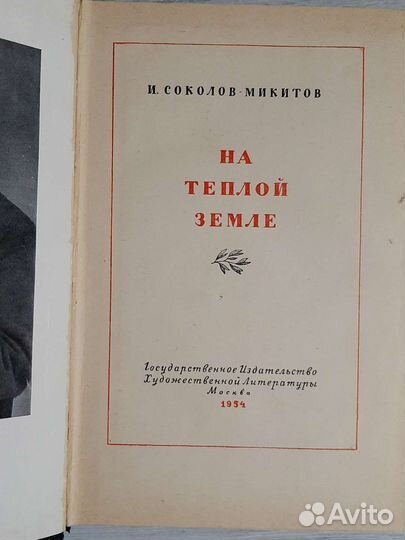 И. СОКОЛОВ-МИКИТОВ
НА
ТЕПЛОЙ
ЗЕМЛЕ
Государственное Издательство
Художественной Литературы
Москва
1954
Avito